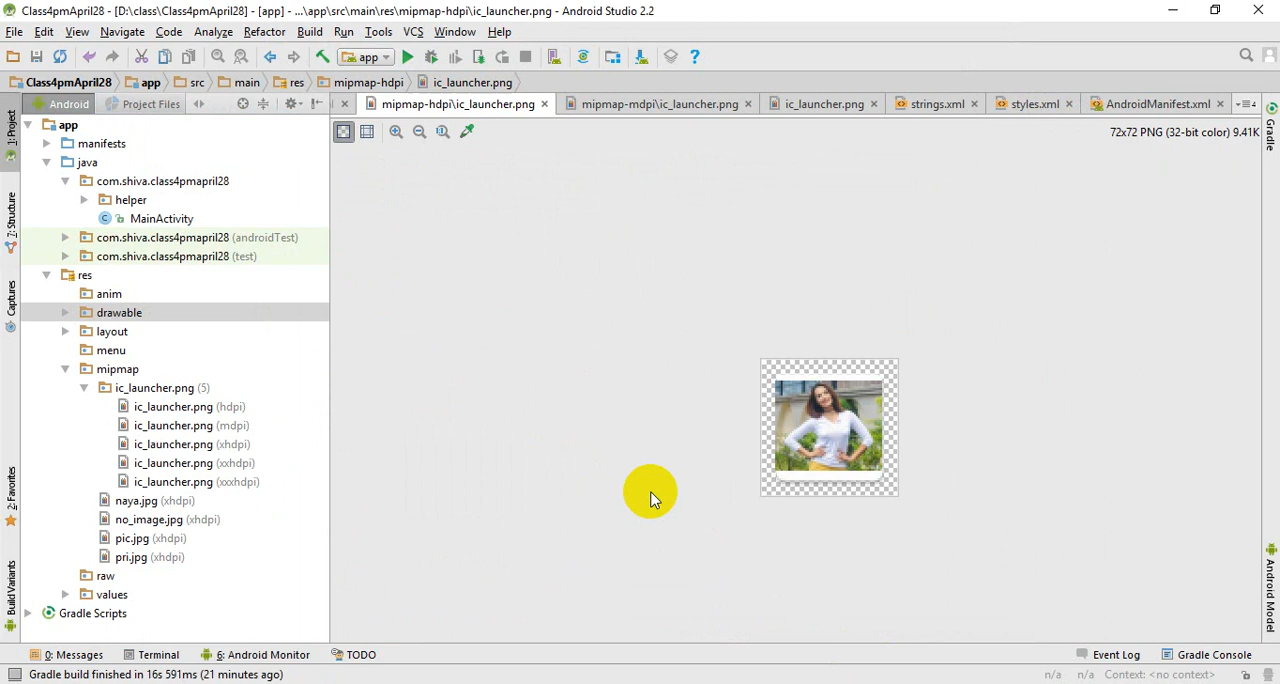 Class4pmApril28 - [D:\class\Class4pmApril28] - [app] - ...\app\src\main\res\mipmap-hdpi\ic_launcher.png - Android Studio 2.2
File Edit View Navigate Code Analyze Refactor Build Run Tools VCS Window Help
app
Class4pmApril28 app src main res mipmap-hdpi ic_launcher.png
Android Project Files mipmap-hdpi\ic_launcher.png mipmap-mdpi\ic_launcher.png ic_launcher.png strings.xml styles.xml AndroidManifest.xml
1: Project
7: Structure
Captures
2: Favorites
Build Variants
app
manifests
java
com.shiva.class4pmapril28
helper
MainActivity
com.shiva.class4pmapril28 (androidTest)
com.shiva.class4pmapril28 (test)
res
anim
drawable
layout
menu
mipmap
ic_launcher.png (5)
ic_launcher.png (hdpi)
ic_launcher.png (mdpi)
ic_launcher.png (xhdpi)
ic_launcher.png (xxhdpi)
ic_launcher.png (xxxhdpi)
naya.jpg (xhdpi)
no_image.jpg (xhdpi)
pic.jpg (xhdpi)
pri.jpg (xhdpi)
raw
values
Gradle Scripts
72x72 PNG (32-bit color) 9.41K
Gradle
Android Model
0: Messages Terminal 6: Android Monitor TODO Event Log Gradle Console
Gradle build finished in 16s 591ms (21 minutes ago) n/a n/a Context: <no context>